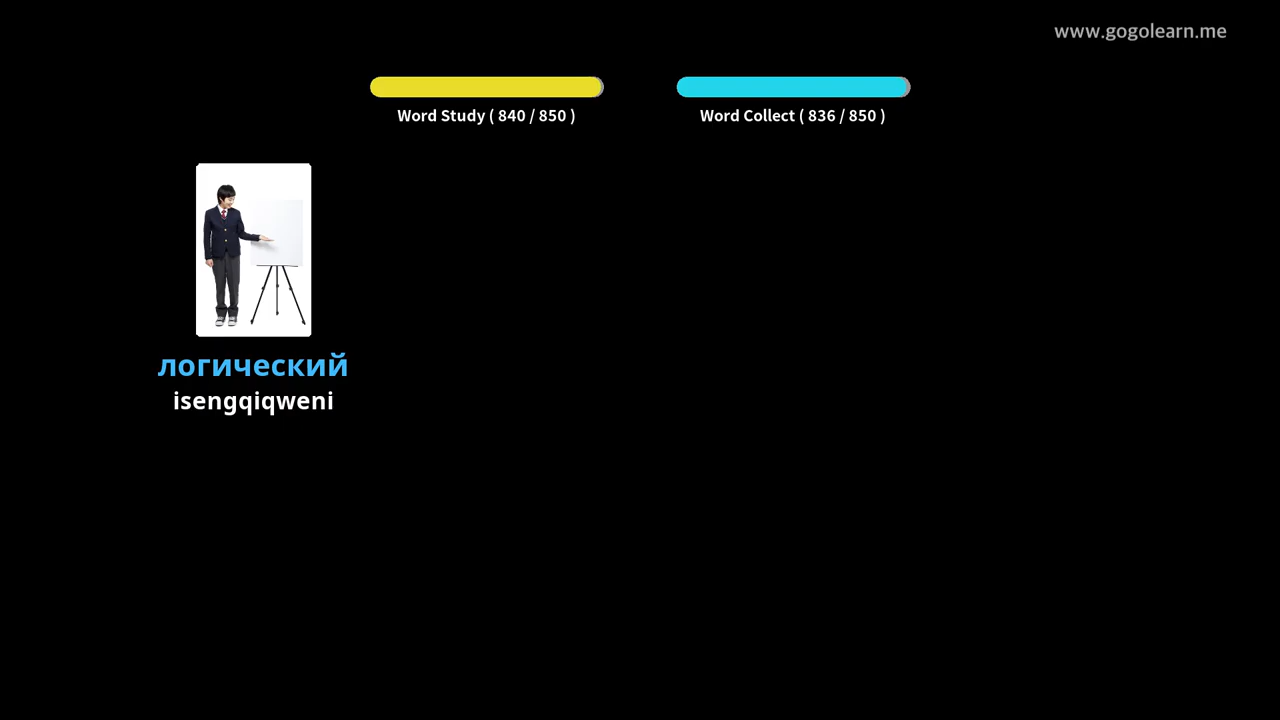 www.gogolearn.me
Word Study ( 840 / 850 )
Word Collect ( 836 / 850 )
логический
isengqiqweni